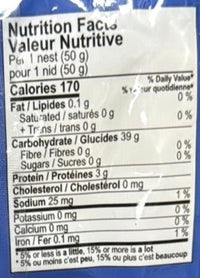 Nutrition Facts
Valeur Nutritive
Per 1 nest (50 g)
pour 1 nid (50 g)
% Daily Value*
Calories 170
% valeur quotidienne*
Fat / Lipides 0.1 g 0 %
Saturated / saturés 0 g
+ Trans / trans 0 g 0 %
Carbohydrate / Glucides 39 g
Fibre / Fibres 0 g 0 %
Sugars / Sucres 0 g 0 %
Protein / Protéines 3 g
Cholesterol / Cholestérol 0 mg
Sodium 25 mg 1 %
Potassium 0 mg 0 %
Calcium 0 mg 0 %
Iron / Fer 0.1 mg 1 %
*5% or less is a little, 15% or more is a lot
*5% ou moins c'est peu, 15% ou plus c'est beaucoup